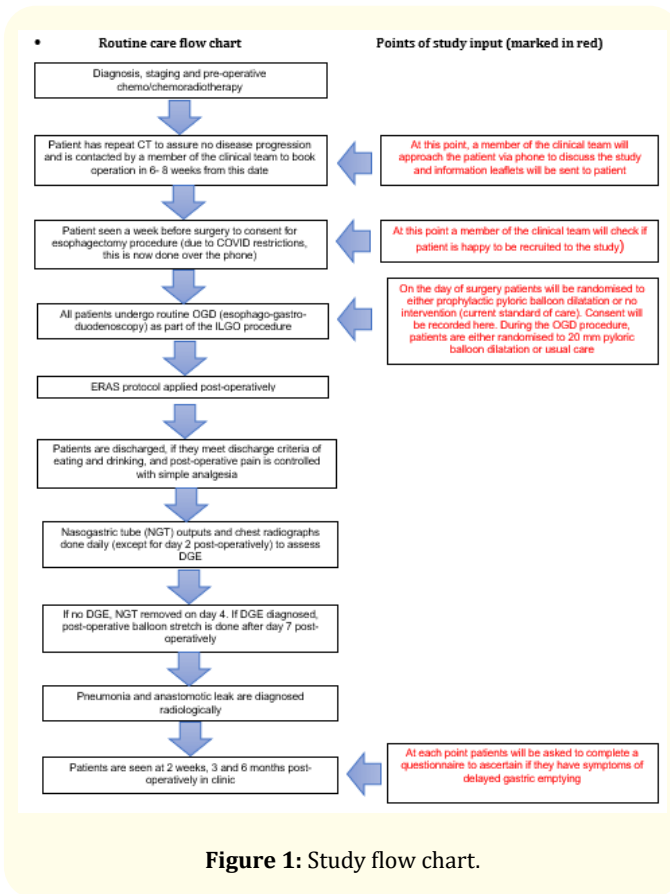 • Routine care flow chart
Points of study input (marked in red)
Diagnosis, staging and pre-operative
chemo/chemoradiotherapy
Patient has repeat CT to assure no disease progression
and is contacted by a member of the clinical team to book
operation in 6- 8 weeks from this date
At this point, a member of the clinical team will
approach the patient via phone to discuss the study
and information leaflets will be sent to patient
Patient seen a week before surgery to consent for
esophagectomy procedure (due to COVID restrictions,
this is now done over the phone)
At this point a member of the clinical team will check if
patient is happy to be recruited to the study)
All patients undergo routine OGD (esophago-gastro-
duodenoscopy) as part of the ILGO procedure
On the day of surgery patients will be randomised to
either prophylactic pyloric balloon dilatation or no
intervention (current standard of care). Consent will
be recorded here. During the OGD procedure,
patients are either randomised to 20 mm pyloric
balloon dilatation or usual care
ERAS protocol applied post-operatively
Patients are discharged, if they meet discharge criteria of
eating and drinking, and post-operative pain is controlled
with simple analgesia
Nasogastric tube (NGT) outputs and chest radiographs
done daily (except for day 2 post-operatively) to assess
DGE
If no DGE, NGT removed on day 4. If DGE diagnosed,
post-operative balloon stretch is done after day 7 post-
operatively
Pneumonia and anastomotic leak are diagnosed
radiologically
Patients are seen at 2 weeks, 3 and 6 months post-
operatively in clinic
At each point patients will be asked to complete a
questionnaire to ascertain if they have symptoms of
delayed gastric emptying
Figure 1: Study flow chart.